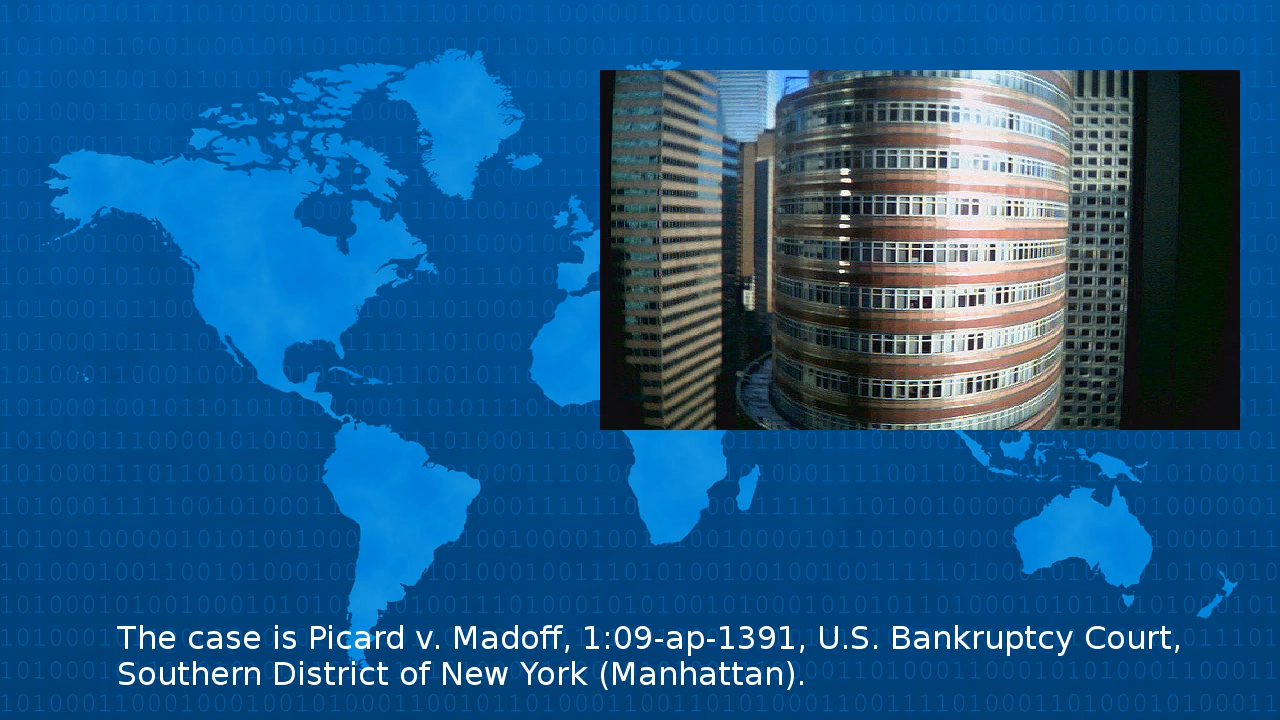 The case is Picard v. Madoff, 1:09-ap-1391, U.S. Bankruptcy Court,
Southern District of New York (Manhattan).